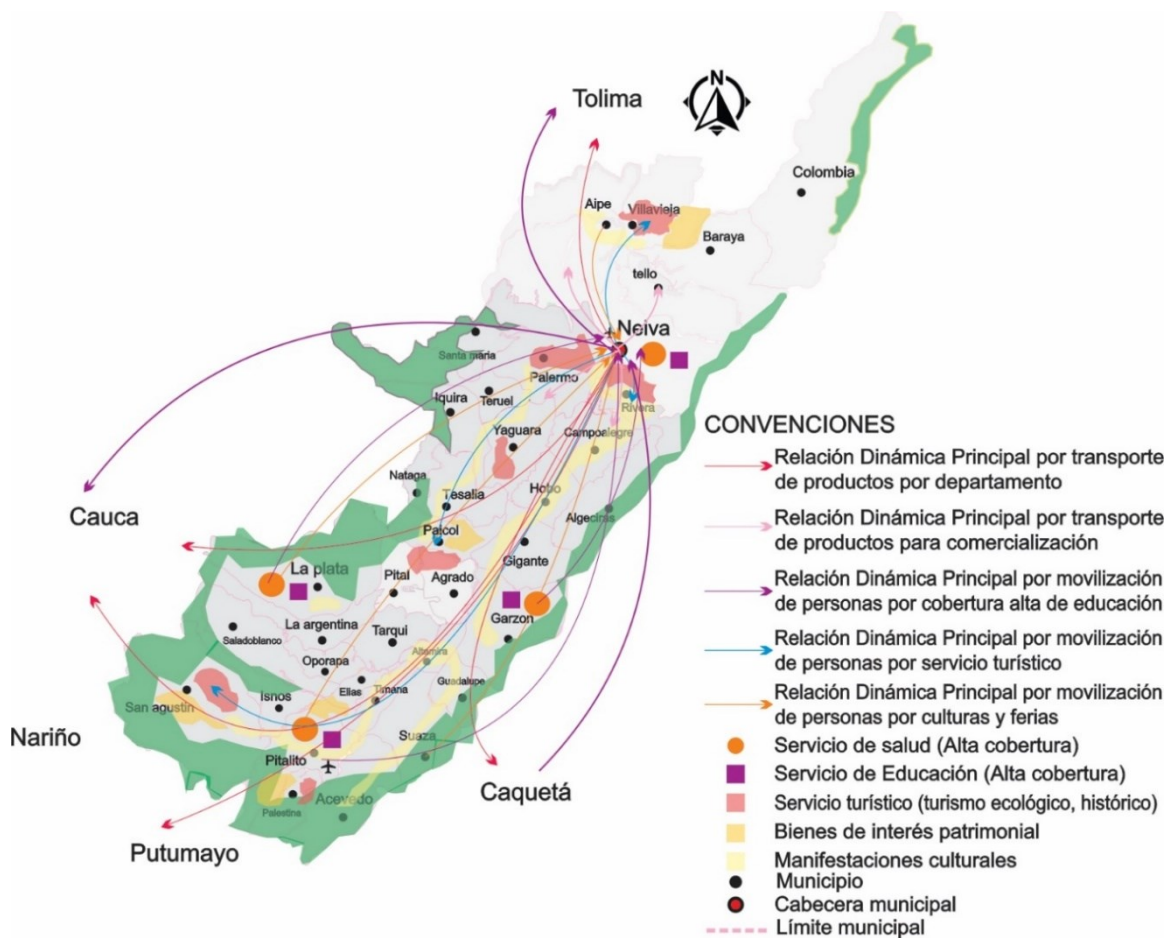 N
Tolima
Colombia
Aipe
Villavieja
Baraya
tello
Neiva
Santa maria
Palermo
Iquira
Teruel
Rivera
Yaguara
Campoalegre
Nataga
Tesalia
Hobo
Algeciras
Cauca
Paicol
Gigante
La plata
Pital
Agrado
Garzon
La argentina
Tarqui
Saladoblanco
Altamira
Oporapa
Elias
Timana
Guadalupe
San agustin
Isnos
Nariño
Suaza
Pitalito
Caquetá
Palestina
Acevedo
Putumayo
CONVENCIONES
Relación Dinámica Principal por transporte
de productos por departamento
Relación Dinámica Principal por transporte
de productos para comercialización
Relación Dinámica Principal por movilización
de personas por cobertura alta de educación
Relación Dinámica Principal por movilización
de personas por servicio turístico
Relación Dinámica Principal por movilización
de personas por culturas y ferias
Servicio de salud (Alta cobertura)
Servicio de Educación (Alta cobertura)
Servicio turístico (turismo ecológico, histórico)
Bienes de interés patrimonial
Manifestaciones culturales
Municipio
Cabecera municipal
Límite municipal